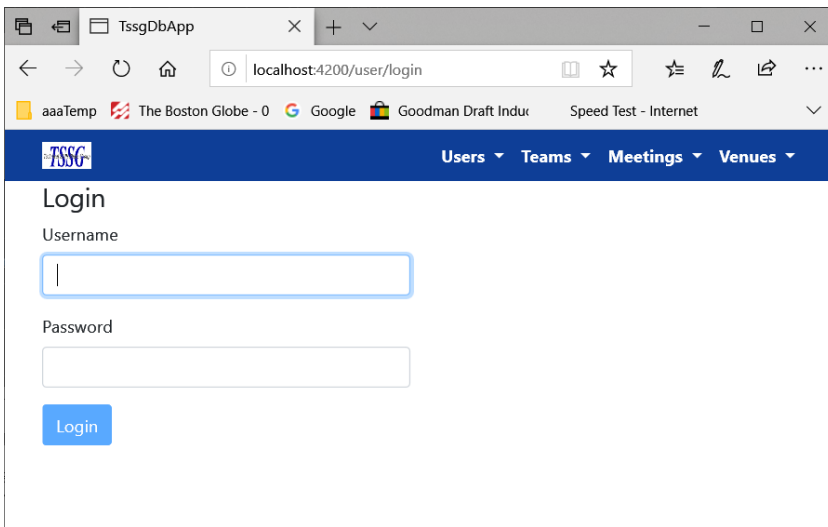 TssgDbApp
localhost:4200/user/login
aaaTemp The Boston Globe - 0 Google Goodman Draft Induc Speed Test - Internet
TSSG Users Teams Meetings Venues
Login
Username
Password
Login